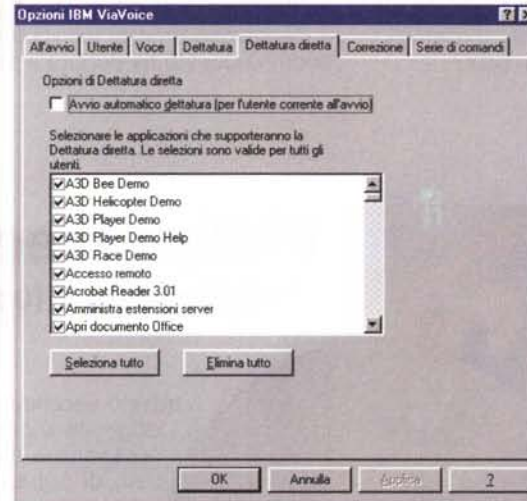 Opzioni IBM ViaVoice
All'avvio Utente Voce Dettatura Dettatura diretta Correzione Serie di comandi
Opzioni di Dettatura diretta
Avvio automatico dettatura (per l'utente corrente all'avvio)
Selezionare le applicazioni che supporteranno la
Dettatura diretta. Le selezioni sono valide per tutti gli
utenti.
A3D Bee Demo
A3D Helicopter Demo
A3D Player Demo
A3D Player Demo Help
A3D Race Demo
Accesso remoto
Acrobat Reader 3.01
Amministra estensioni server
Apri documento Office
Seleziona tutto Elimina tutto
OK Annulla Applica ?